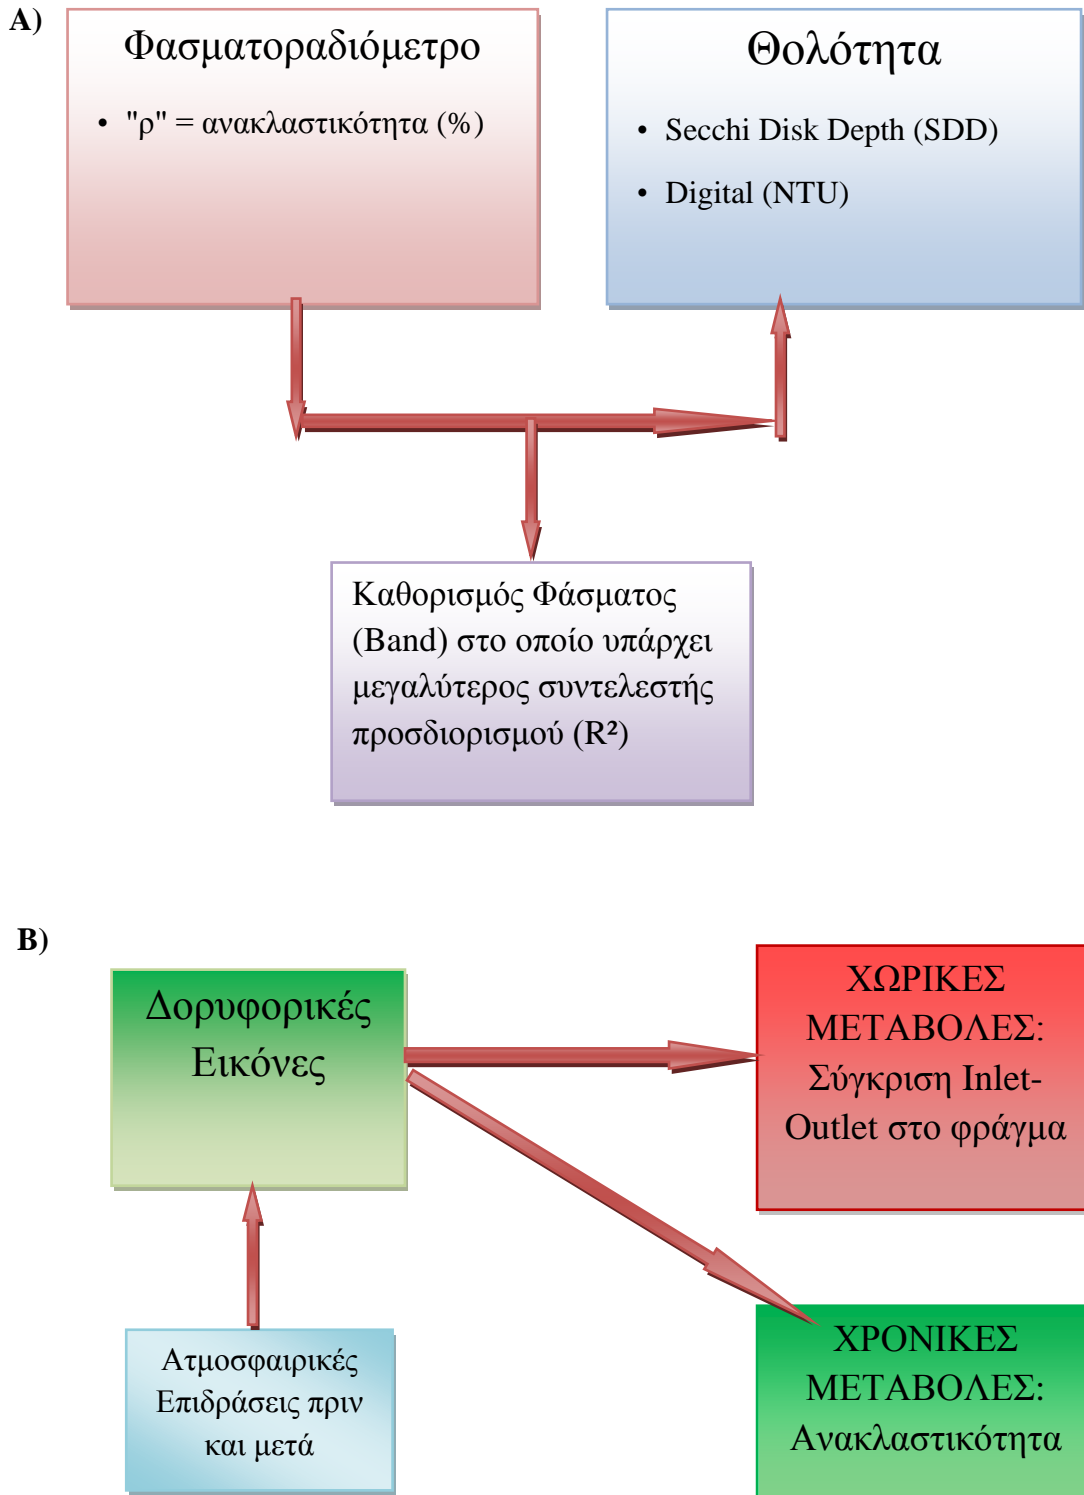 A)
Φασματοραδιόμετρο
• "ρ" = ανακλαστικότητα (%)
Θολότητα
• Secchi Disk Depth (SDD)
• Digital (NTU)
Καθορισμός Φάσματος
(Band) στο οποίο υπάρχει
μεγαλύτερος συντελεστής
προσδιορισμού (R²)
B)
Δορυφορικές
Εικόνες
ΧΩΡΙΚΕΣ
ΜΕΤΑΒΟΛΕΣ:
Σύγκριση Inlet-
Outlet στο φράγμα
Ατμοσφαιρικές
Επιδράσεις πριν
και μετά
ΧΡΟΝΙΚΕΣ
ΜΕΤΑΒΟΛΕΣ:
Ανακλαστικότητα